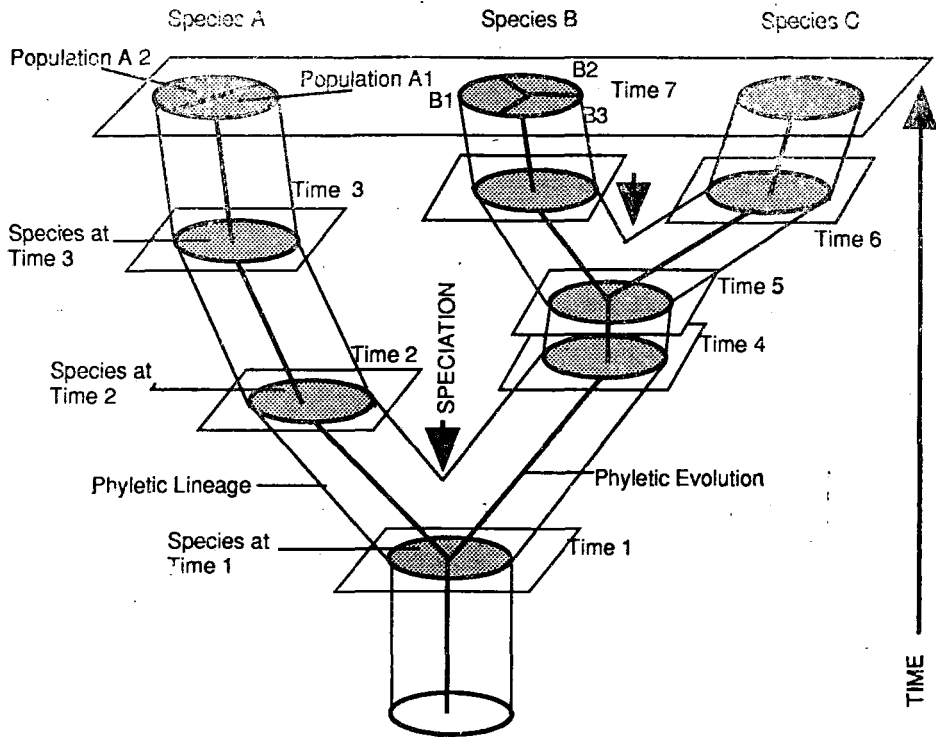 Species A
Species B
Species C
Population A 2
Population A1
B2
Time 7
B1
B3
Time 3
Species at
Time 3
Time 6
Time 5
SPECIATION
Time 2
Time 4
Species at
Time 2
Phyletic Lineage
Phyletic Evolution
Species at
Time 1
Time 1
TIME